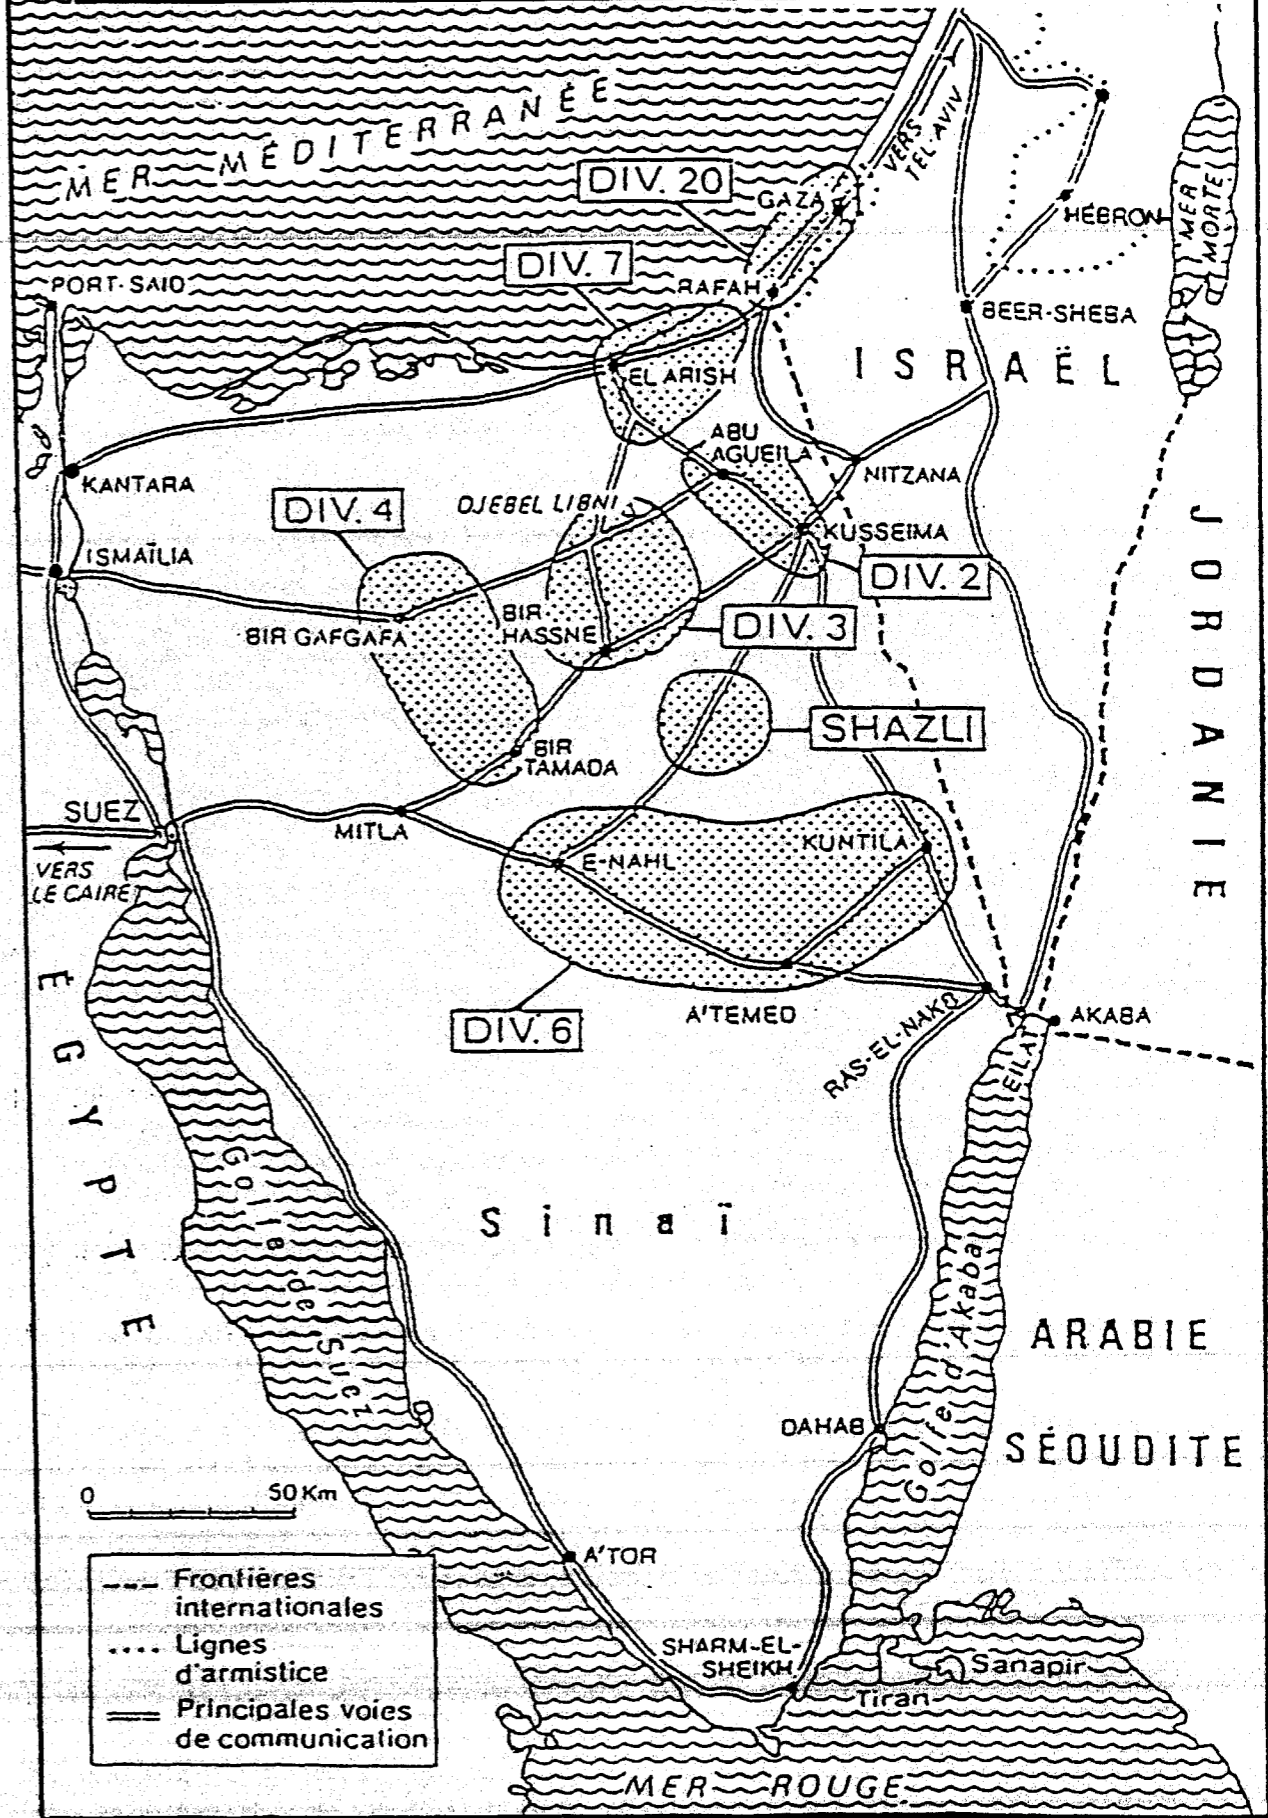 MER MÉDITERRANÉE
VERS
TEL-AVIV
DIV. 20
GAZA
HÉBRON
MER
MORTE
DIV. 7
RAFAH
PORT-SAID
BEER-SHEBA
ISRAËL
EL ARISH
ABU
AGUEILA
NITZANA
KANTARA
DIV. 4
DJEBEL LIBNI
KUSSEIMA
JORDANIE
ISMAÏLIA
DIV. 2
BIR GAFGAFA
BIR
HASSNE
DIV. 3
SHAZLI
BIR
TAMADA
SUEZ
MITLA
KUNTILA
E-NAHL
VERS
LE CAIRE
ÉGYPTE
DIV. 6
A'TEMED
RAS-EL-NAKB
AKABA
EILAT
Golfe de Suez
Sinaï
Golfe d'Akaba
ARABIE
SÉOUDITE
DAHAB
0 50 Km
A'TOR
Frontières
internationales
Lignes
d'armistice
Principales voies
de communication
SHARM-EL-
SHEIKH
Sanapir
Tiran
MER ROUGE